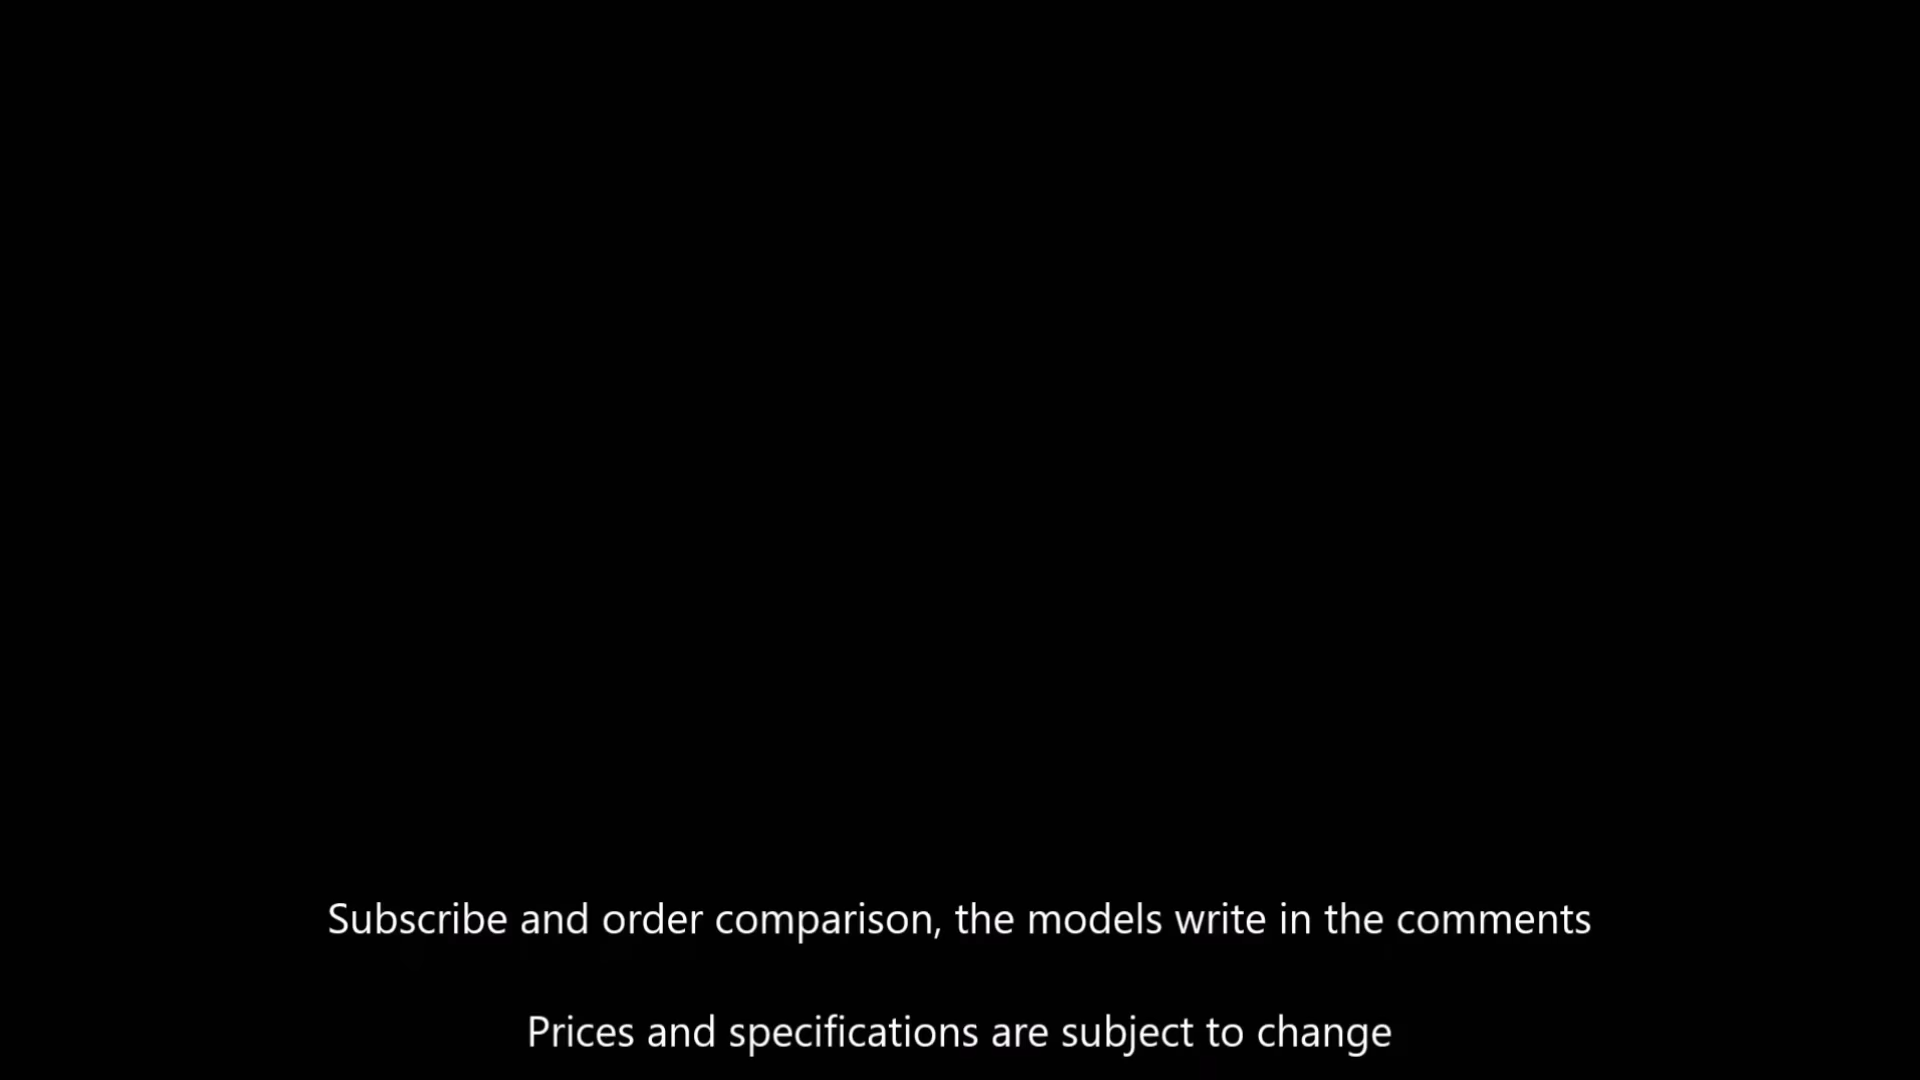 Subscribe and order comparison, the models write in the comments
Prices and specifications are subject to change